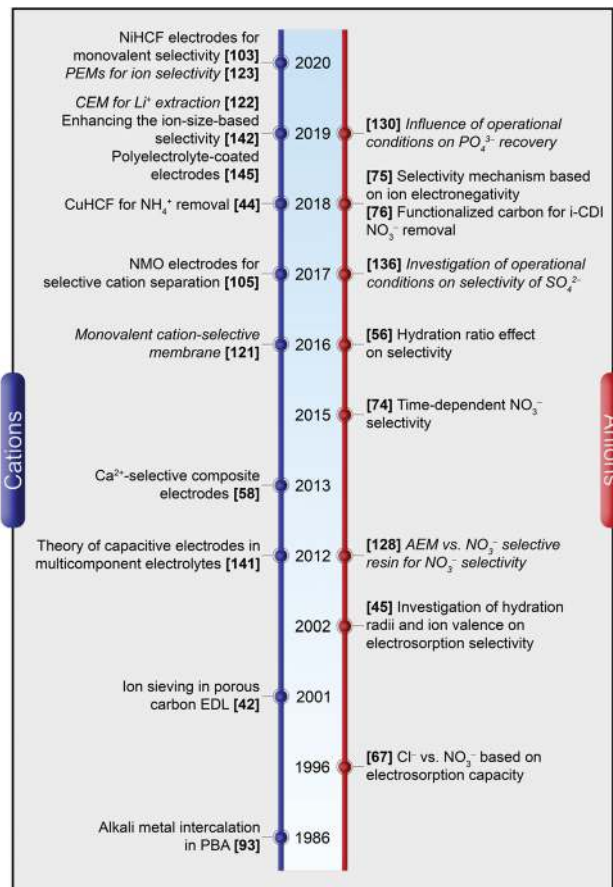 NiHCF electrodes for
monovalent selectivity [103]
PEMs for ion selectivity [123]
2020
CEM for Li⁺ extraction [122]
Enhancing the ion-size-based
selectivity [142]
Polyelectrolyte-coated
electrodes [145]
2019
[130] Influence of operational
conditions on PO₄³⁻ recovery
CuHCF for NH₄⁺ removal [44]
2018
[75] Selectivity mechanism based
on ion electronegativity
[76] Functionalized carbon for i-CDI
NO₃⁻ removal
NMO electrodes for
selective cation separation [105]
2017
[136] Investigation of operational
conditions on selectivity of SO₄²⁻
Monovalent cation-selective
membrane [121]
2016
[56] Hydration ratio effect
on selectivity
2015
[74] Time-dependent NO₃⁻
selectivity
Cations
Anions
Ca²⁺-selective composite
electrodes [58]
2013
Theory of capacitive electrodes in
multicomponent electrolytes [141]
2012
[128] AEM vs. NO₃⁻ selective
resin for NO₃⁻ selectivity
2002
[45] Investigation of hydration
radii and ion valence on
electrosorption selectivity
Ion sieving in porous
carbon EDL [42]
2001
1996
[67] Cl⁻ vs. NO₃⁻ based on
electrosorption capacity
Alkali metal intercalation
in PBA [93]
1986